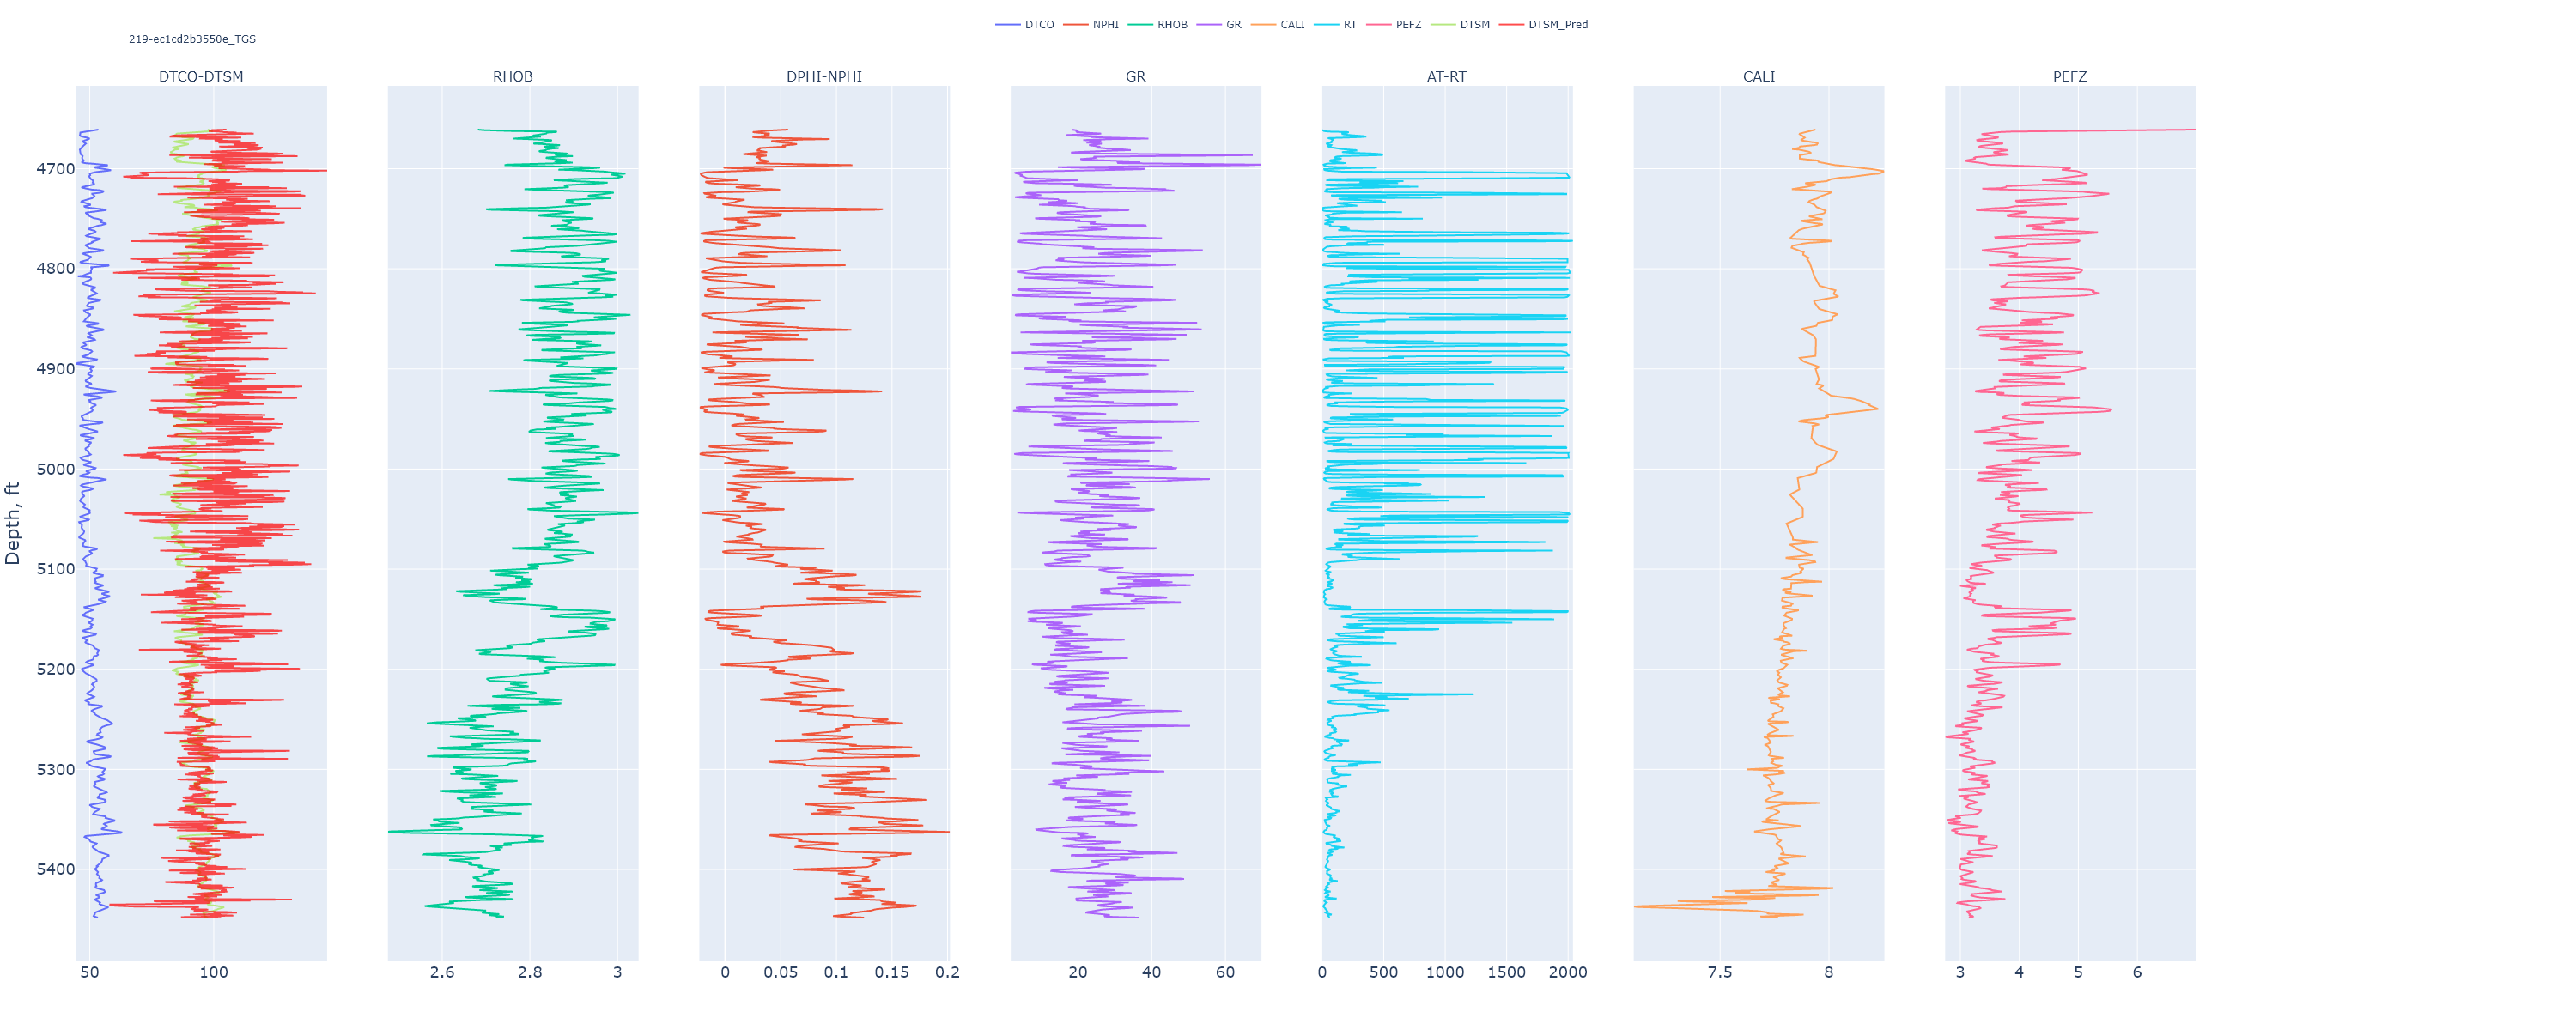 DTCO NPHI RHOB GR CALI RT PEFZ DTSM DTSM_Pred
219-ec1cd2b3550e_TGS
DTCO-DTSM RHOB DPHI-NPHI GR AT-RT CALI PEFZ
Depth, ft
4700
4800
4900
5000
5100
5200
5300
5400
50 100 2.6 2.8 3 0 0.05 0.1 0.15 0.2 20 40 60 0 500 1000 1500 2000 7.5 8 3 4 5 6